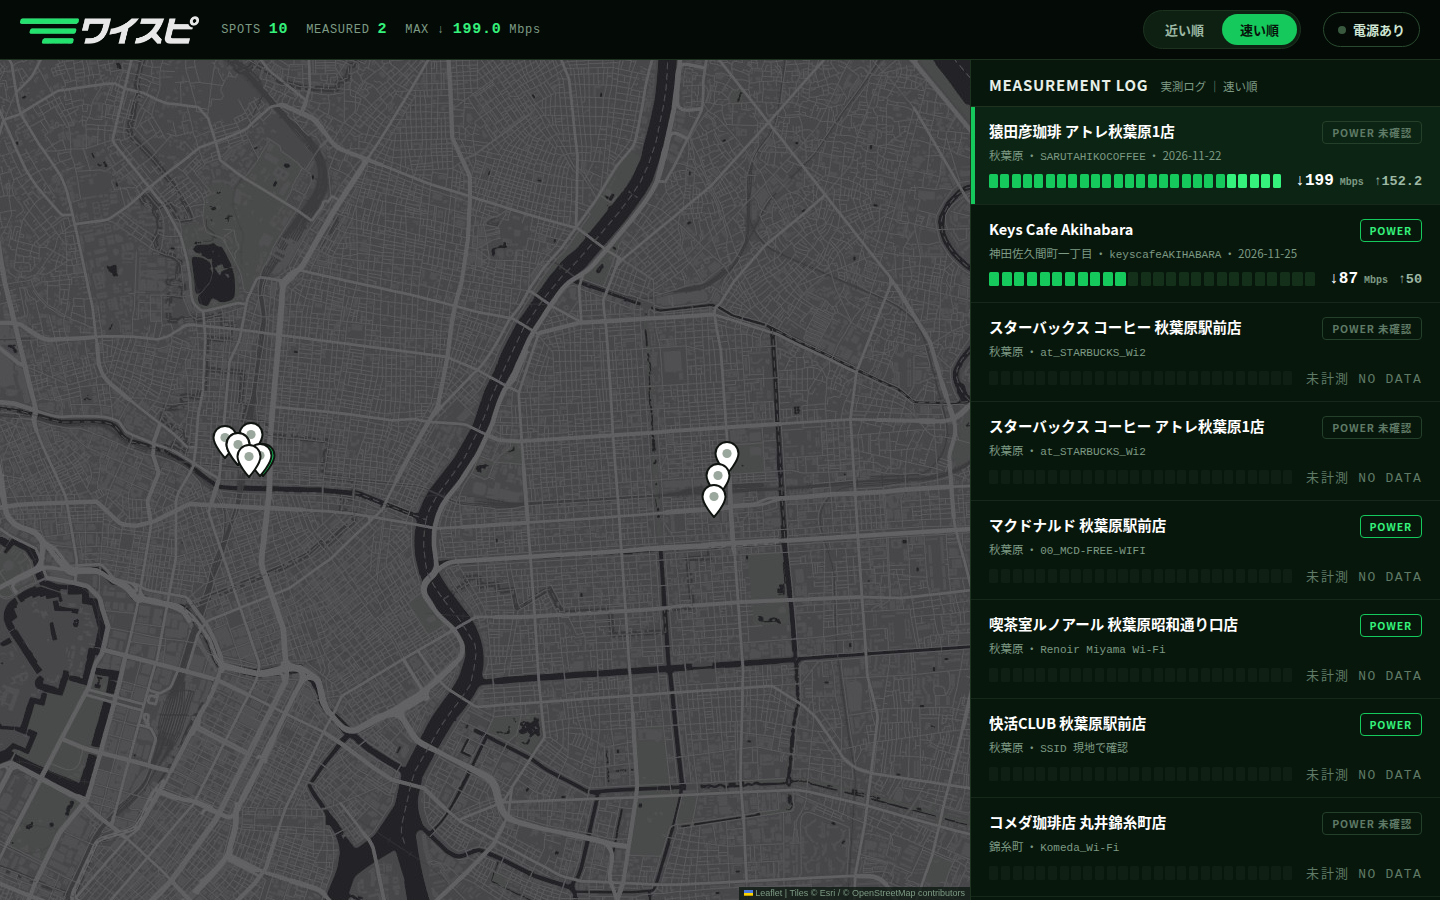 ワイスピ
SPOTS 10 MEASURED 2 MAX ↓ 199.0 Mbps
近い順 速い順 電源あり
MEASUREMENT LOG 実測ログ | 速い順
猿田彦珈琲 アトレ秋葉原1店 POWER 未確認
秋葉原・SARUTAHIKOCOFFEE・2026-11-22
↓199 Mbps ↑152.2
Keys Cafe Akihabara POWER
神田佐久間町一丁目・keyscafeAKIHABARA・2026-11-25
↓87 Mbps ↑50
スターバックス コーヒー 秋葉原駅前店 POWER 未確認
秋葉原・at_STARBUCKS_Wi2
未計測 NO DATA
スターバックス コーヒー アトレ秋葉原1店 POWER 未確認
秋葉原・at_STARBUCKS_Wi2
未計測 NO DATA
マクドナルド 秋葉原駅前店 POWER
秋葉原・00_MCD-FREE-WIFI
未計測 NO DATA
喫茶室ルノアール 秋葉原昭和通り口店 POWER
秋葉原・Renoir Miyama Wi-Fi
未計測 NO DATA
快活CLUB 秋葉原駅前店 POWER
秋葉原・SSID 現地で確認
未計測 NO DATA
コメダ珈琲店 丸井錦糸町店 POWER 未確認
錦糸町・Komeda_Wi-Fi
未計測 NO DATA
Leaflet | Tiles © Esri / © OpenStreetMap contributors